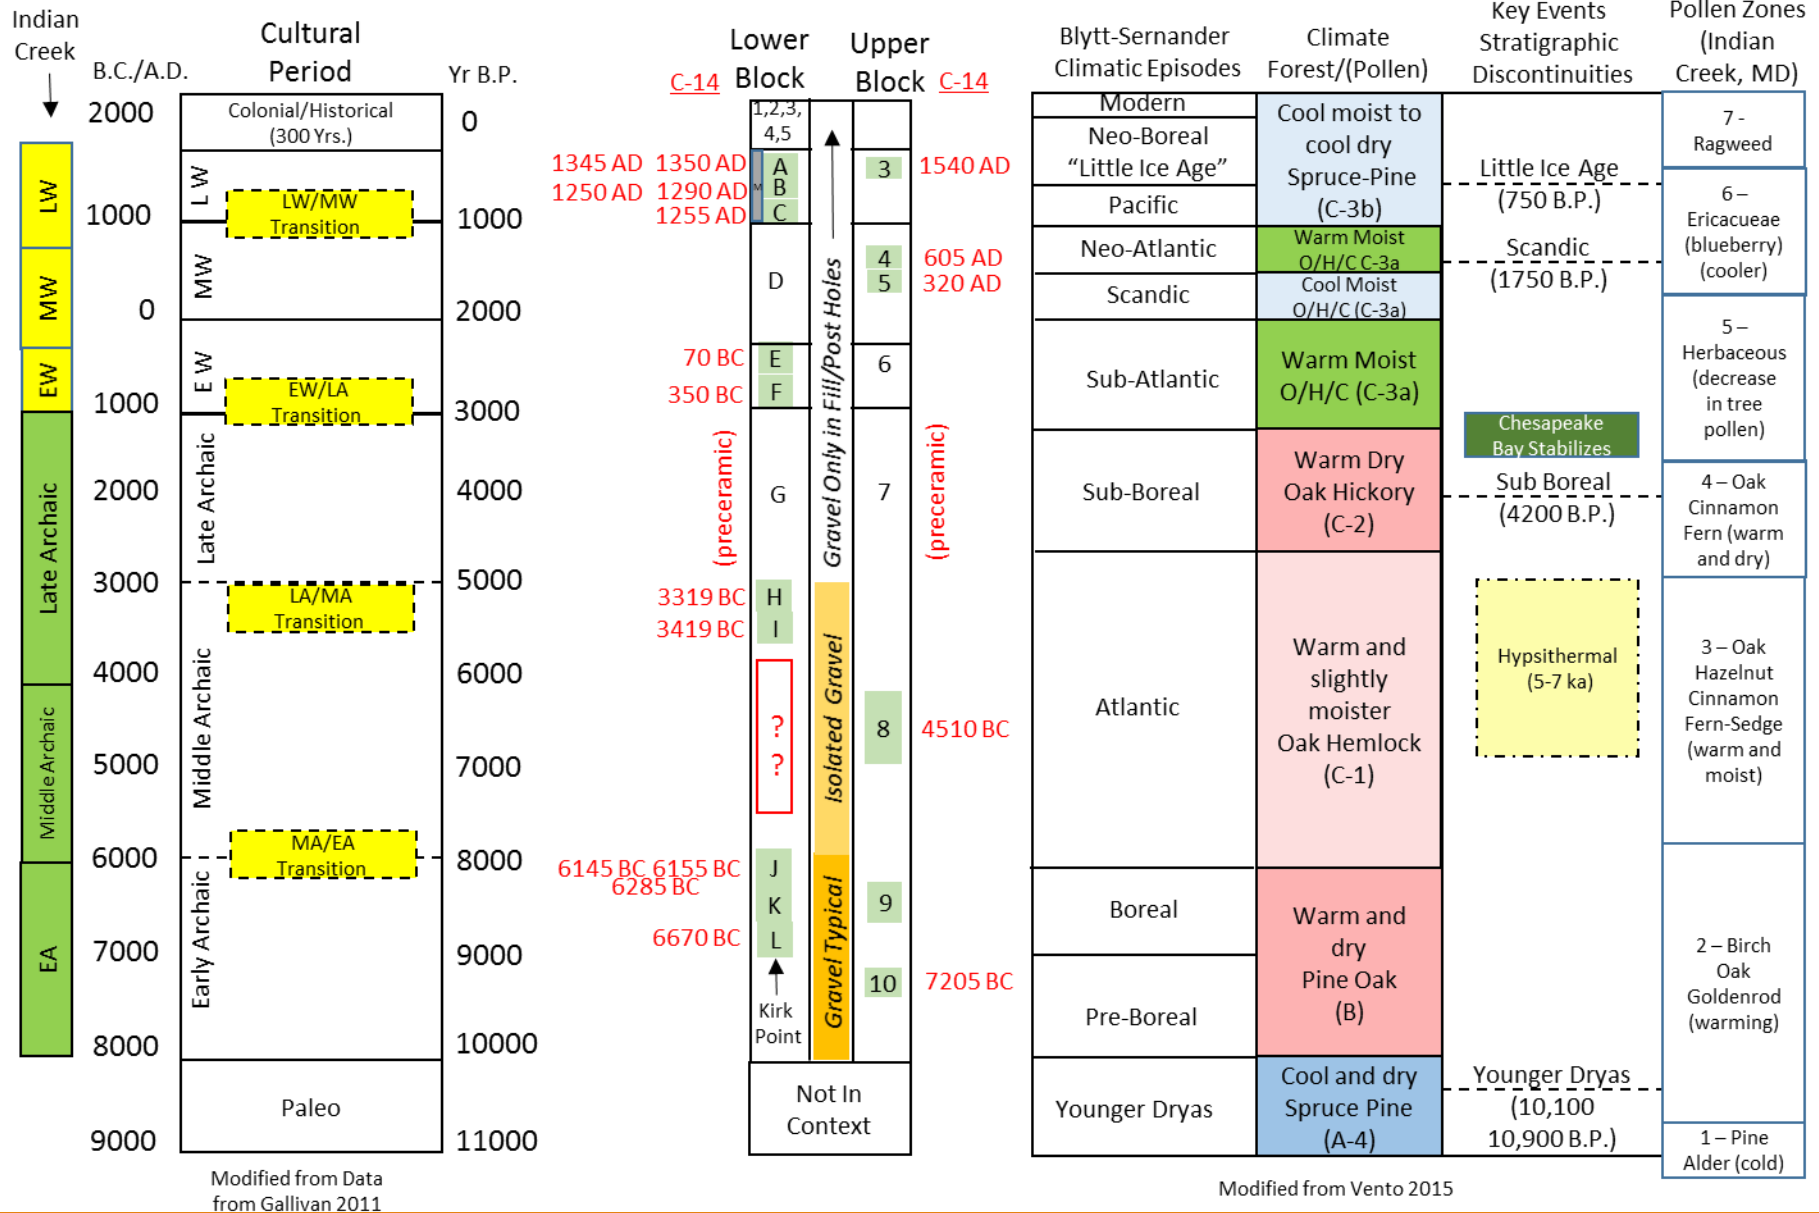 Indian
Creek
LW
MW
EW
Late Archaic
Middle Archaic
EA
B.C./A.D.
2000
1000
0
1000
2000
3000
4000
5000
6000
7000
8000
9000
Cultural
Period
Colonial/Historical
(300 Yrs.)
LW
LW/MW
Transition
MW
EW
EW/LA
Transition
Late Archaic
LA/MA
Transition
Middle Archaic
MA/EA
Transition
Early Archaic
Paleo
Modified from Data
from Gallivan 2011
Yr B.P.
0
1000
2000
3000
4000
5000
6000
7000
8000
9000
10000
11000
C-14
1345 AD 1350 AD
1250 AD 1290 AD
1255 AD
70 BC
350 BC
(preceramic)
3319 BC
3419 BC
6145 BC 6155 BC
6285 BC
6670 BC
Lower
Block
1,2,3,
4,5
M
A
B
C
D
E
F
G
H
I
?
?
J
K
L
Kirk
Point
Gravel Only in Fill/Post Holes
Isolated Gravel
Gravel Typical
Not In
Context
Upper
Block
3
4
5
6
7
8
9
10
C-14
1540 AD
605 AD
320 AD
(preceramic)
4510 BC
7205 BC
Blytt-Sernander
Climatic Episodes
Modern
Neo-Boreal
“Little Ice Age”
Pacific
Neo-Atlantic
Scandic
Sub-Atlantic
Sub-Boreal
Atlantic
Boreal
Pre-Boreal
Younger Dryas
Climate
Forest/(Pollen)
Cool moist to
cool dry
Spruce-Pine
(C-3b)
Warm Moist
O/H/C C-3a
Cool Moist
O/H/C (C-3a)
Warm Moist
O/H/C (C-3a)
Warm Dry
Oak Hickory
(C-2)
Warm and
slightly
moister
Oak Hemlock
(C-1)
Warm and
dry
Pine Oak
(B)
Cool and dry
Spruce Pine
(A-4)
Key Events
Stratigraphic
Discontinuities
Little Ice Age
(750 B.P.)
Scandic
(1750 B.P.)
Chesapeake
Bay Stabilizes
Sub Boreal
(4200 B.P.)
Hypsithermal
(5-7 ka)
Younger Dryas
(10,100
10,900 B.P.)
Modified from Vento 2015
Pollen Zones
(Indian
Creek, MD)
7 -
Ragweed
6 –
Ericacueae
(blueberry)
(cooler)
5 –
Herbaceous
(decrease
in tree
pollen)
4 – Oak
Cinnamon
Fern (warm
and dry)
3 – Oak
Hazelnut
Cinnamon
Fern-Sedge
(warm and
moist)
2 – Birch
Oak
Goldenrod
(warming)
1 – Pine
Alder (cold)